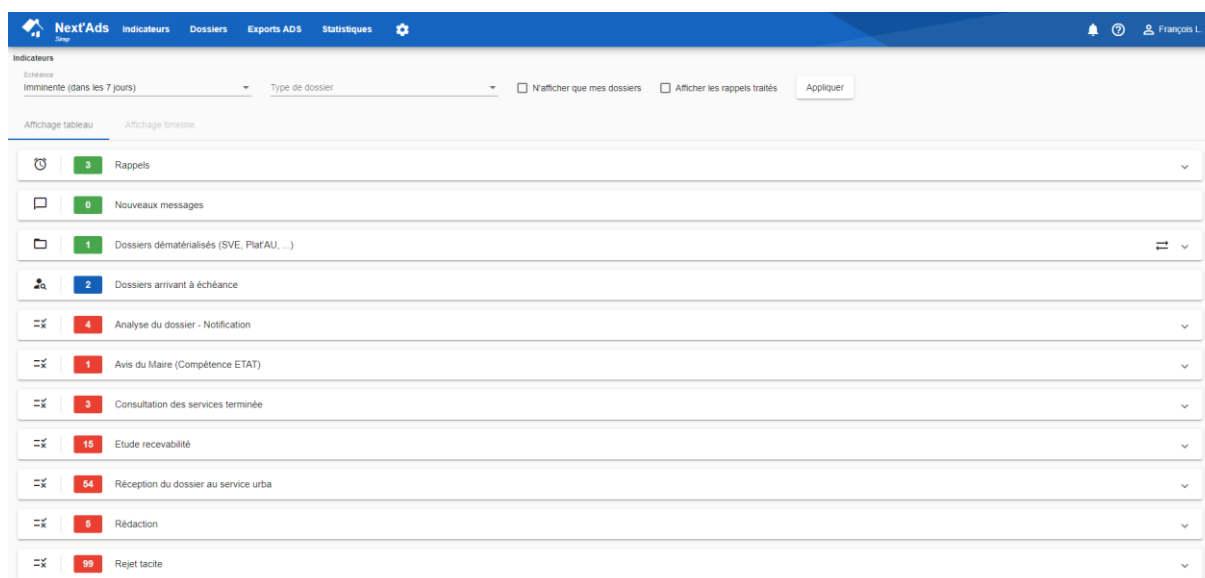 Next'Ads Indicateurs Dossiers Exports ADS Statistiques François L.
Sirap
Indicateurs
Echéance
Imminente (dans les 7 jours) Type de dossier N'afficher que mes dossiers Afficher les rappels traités Appliquer
Affichage tableau Affichage timeline
3 Rappels
0 Nouveaux messages
1 Dossiers dématérialisés (SVE, Plat'AU, ...)
2 Dossiers arrivant à échéance
4 Analyse du dossier - Notification
1 Avis du Maire (Compétence ETAT)
3 Consultation des services terminée
15 Etude recevabilité
54 Réception du dossier au service urba
5 Rédaction
99 Rejet tacite